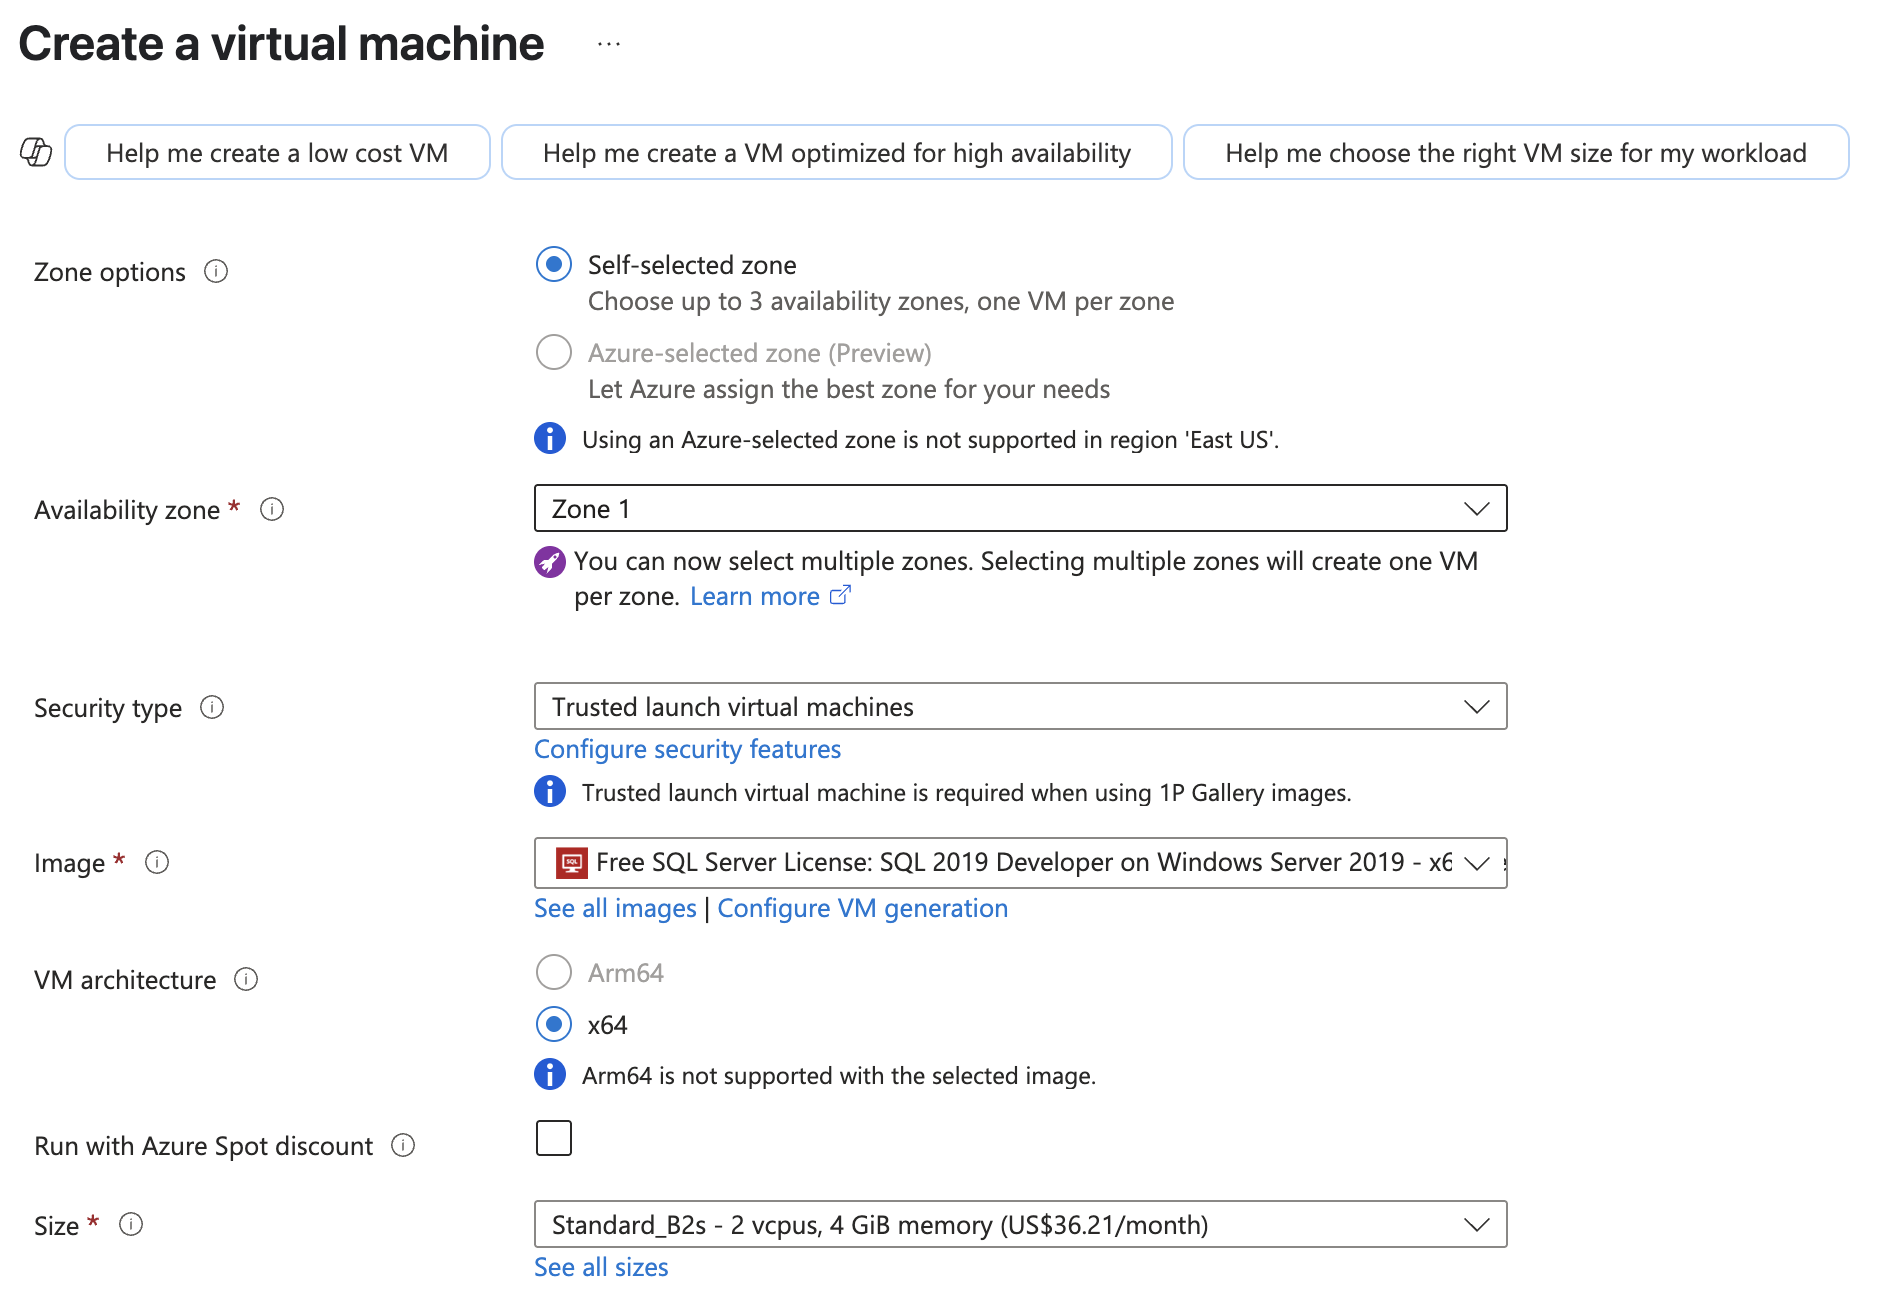 Create a virtual machine ...
Help me create a low cost VM
Help me create a VM optimized for high availability
Help me choose the right VM size for my workload
Zone options
Self-selected zone
Choose up to 3 availability zones, one VM per zone
Azure-selected zone (Preview)
Let Azure assign the best zone for your needs
Using an Azure-selected zone is not supported in region 'East US'.
Availability zone *
Zone 1
You can now select multiple zones. Selecting multiple zones will create one VM
per zone. Learn more
Security type
Trusted launch virtual machines
Configure security features
Trusted launch virtual machine is required when using 1P Gallery images.
Image *
SQL
Free SQL Server License: SQL 2019 Developer on Windows Server 2019 - x6
See all images | Configure VM generation
VM architecture
Arm64
x64
Arm64 is not supported with the selected image.
Run with Azure Spot discount
Size *
Standard_B2s - 2 vcpus, 4 GiB memory (US$36.21/month)
See all sizes